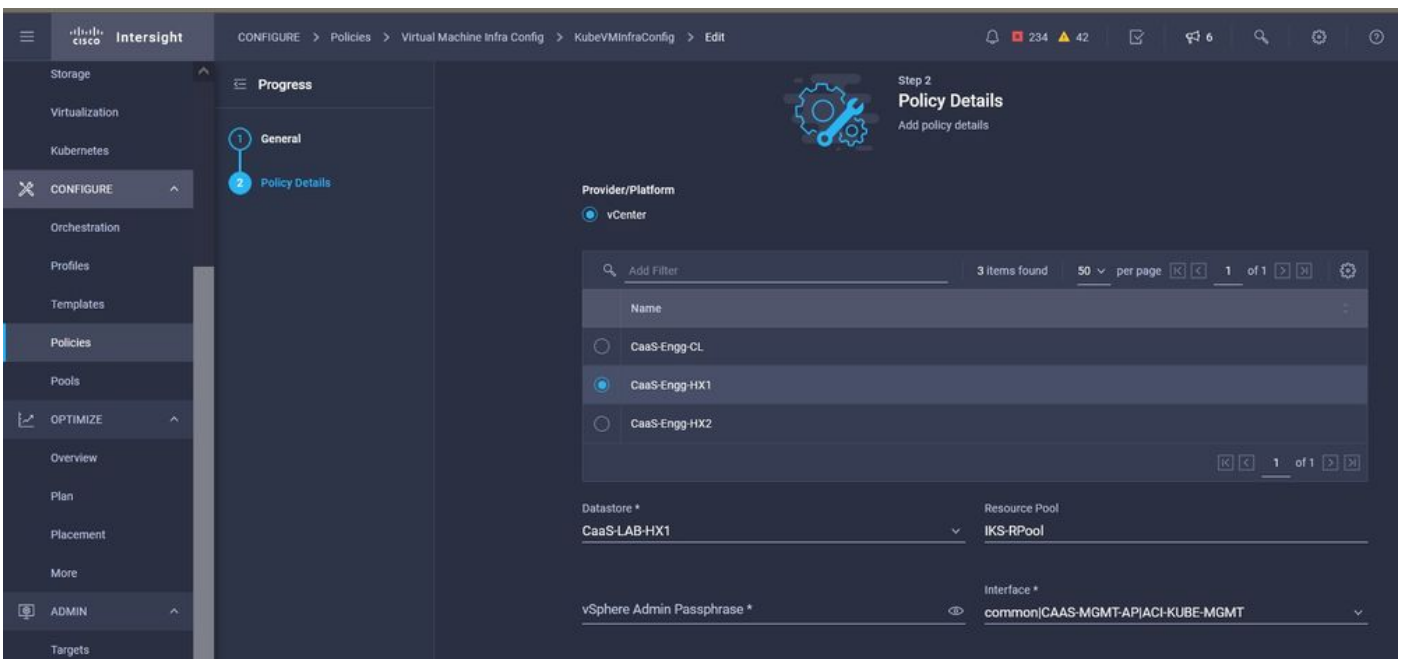 cisco Intersight
CONFIGURE > Policies > Virtual Machine Infra Config > KubeVMInfraConfig > Edit
234 42 6
Storage
Virtualization
Kubernetes
CONFIGURE
Orchestration
Profiles
Templates
Policies
Pools
OPTIMIZE
Overview
Plan
Placement
More
ADMIN
Targets
Progress
1 General
2 Policy Details
Step 2
Policy Details
Add policy details
Provider/Platform
vCenter
Add Filter 3 items found 50 per page 1 of 1
Name
CaaS-Engg-CL
CaaS-Engg-HX1
CaaS-Engg-HX2
1 of 1
Datastore * Resource Pool
CaaS-LAB-HX1 IKS-RPool
Interface *
vSphere Admin Passphrase * common|CAAS-MGMT-AP|ACI-KUBE-MGMT